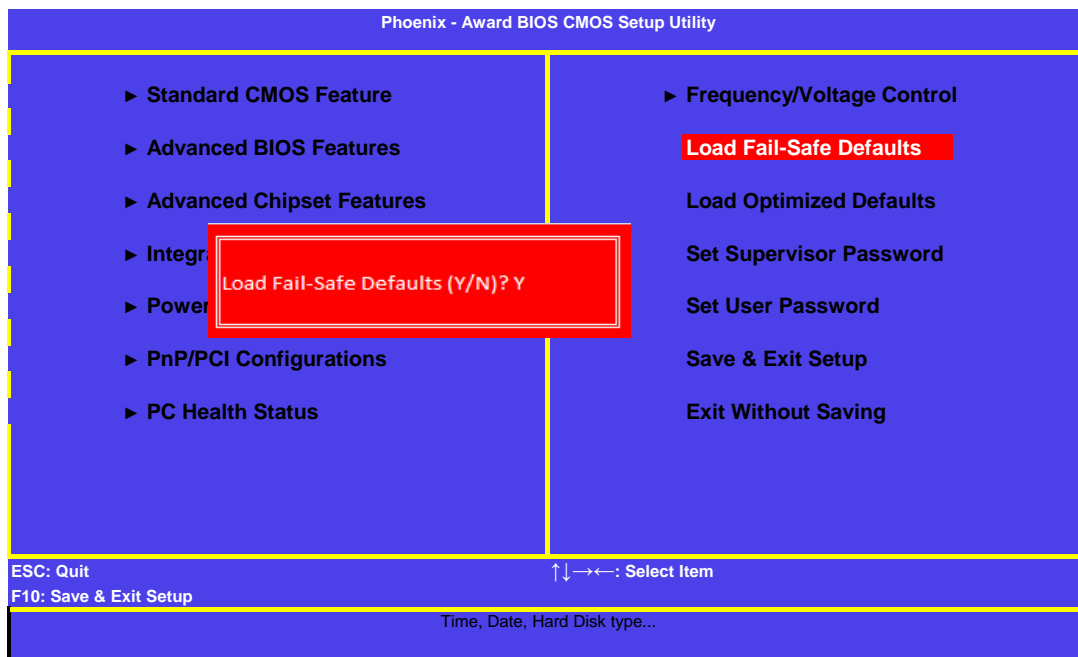 Phoenix - Award BIOS CMOS Setup Utility
► Standard CMOS Feature
► Advanced BIOS Features
► Advanced Chipset Features
► Integr
► Power
► PnP/PCI Configurations
► PC Health Status
► Frequency/Voltage Control
Load Fail-Safe Defaults
Load Optimized Defaults
Set Supervisor Password
Set User Password
Save & Exit Setup
Exit Without Saving
Load Fail-Safe Defaults (Y/N)? Y
ESC: Quit
↑↓→←: Select Item
F10: Save & Exit Setup
Time, Date, Hard Disk type...